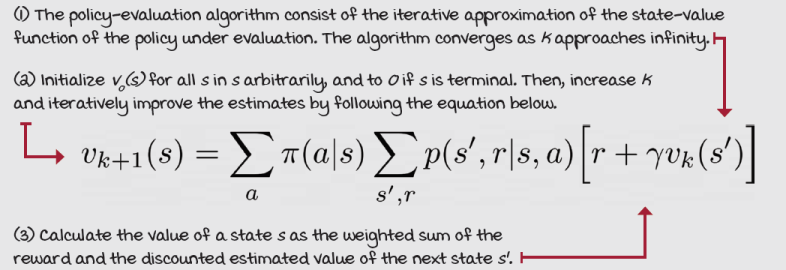 (1) The policy-evaluation algorithm consist of the iterative approximation of the state-value
function of the policy under evaluation. The algorithm converges as k approaches infinity.
(2) Initialize v₀(s) for all s in s arbitrarily, and to 0 if s is terminal. Then, increase k
and iteratively improve the estimates by following the equation below.
vₖ₊₁(s) = ∑ π(a|s) ∑ p(s', r|s, a) [r + γvₖ(s')]
a s',r
(3) Calculate the value of a state s as the weighted sum of the
reward and the discounted estimated value of the next state s'.